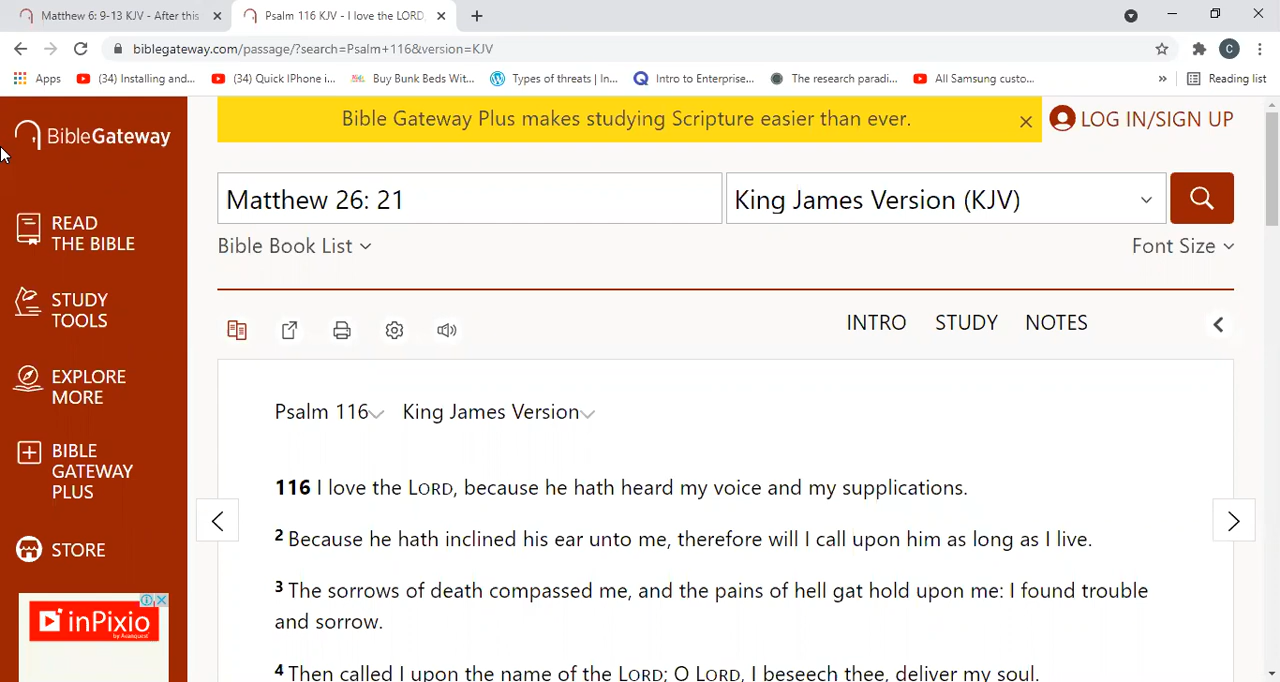 Matthew 6: 9-13 KJV - After this
Psalm 116 KJV - I love the LORD,
biblegateway.com/passage/?search=Psalm+116&version=KJV
C
Apps
(34) Installing and...
(34) Quick IPhone i...
Buy Bunk Beds Wit...
Types of threats | In...
Intro to Enterprise...
The research paradi...
All Samsung custo...
»
Reading list
BibleGateway
Bible Gateway Plus makes studying Scripture easier than ever.
LOG IN/SIGN UP
Matthew 26: 21
King James Version (KJV)
Bible Book List
Font Size
READ
THE BIBLE
STUDY
TOOLS
EXPLORE
MORE
BIBLE
GATEWAY
PLUS
STORE
inPixio
by Avanquest
INTRO
STUDY
NOTES
Psalm 116
King James Version
116 I love the LORD, because he hath heard my voice and my supplications.
2 Because he hath inclined his ear unto me, therefore will I call upon him as long as I live.
3 The sorrows of death compassed me, and the pains of hell gat hold upon me: I found trouble
and sorrow.
4 Then called I upon the name of the LORD; O LORD, I beseech thee, deliver my soul.